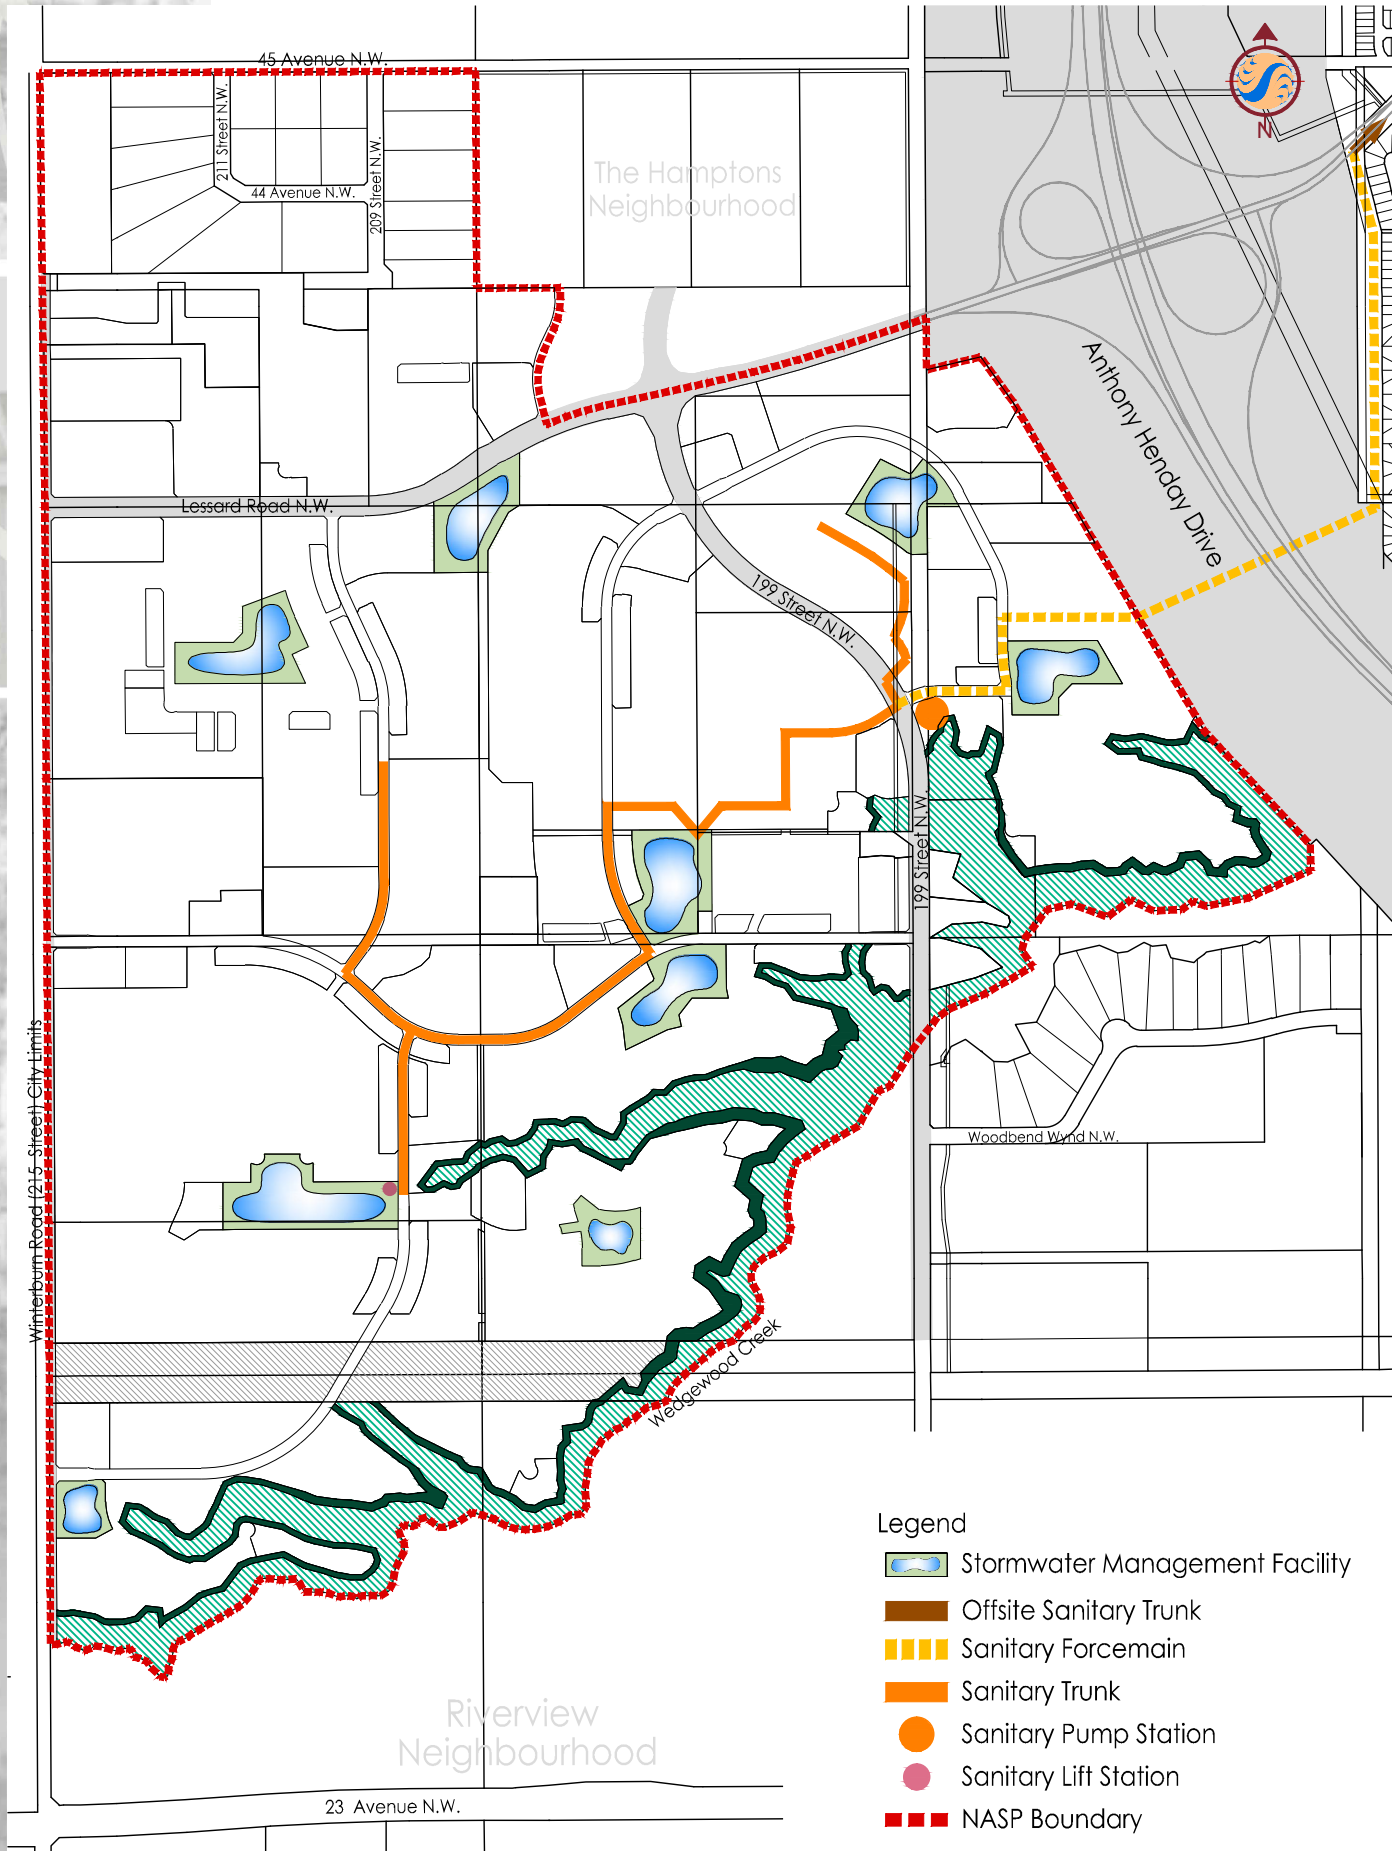 45 Avenue N.W.
211 Street N.W.
44 Avenue N.W.
209 Street N.W.
The Hamptons
Neighbourhood
N
Anthony Henday Drive
Lessard Road N.W.
199 Street N.W.
199 Street N.W.
Winterburn Road (215 Street) City Limits
Woodbend Wynd N.W.
Wedgewood Creek
Riverview
Neighbourhood
23 Avenue N.W.
Legend
Stormwater Management Facility
Offsite Sanitary Trunk
Sanitary Forcemain
Sanitary Trunk
Sanitary Pump Station
Sanitary Lift Station
NASP Boundary